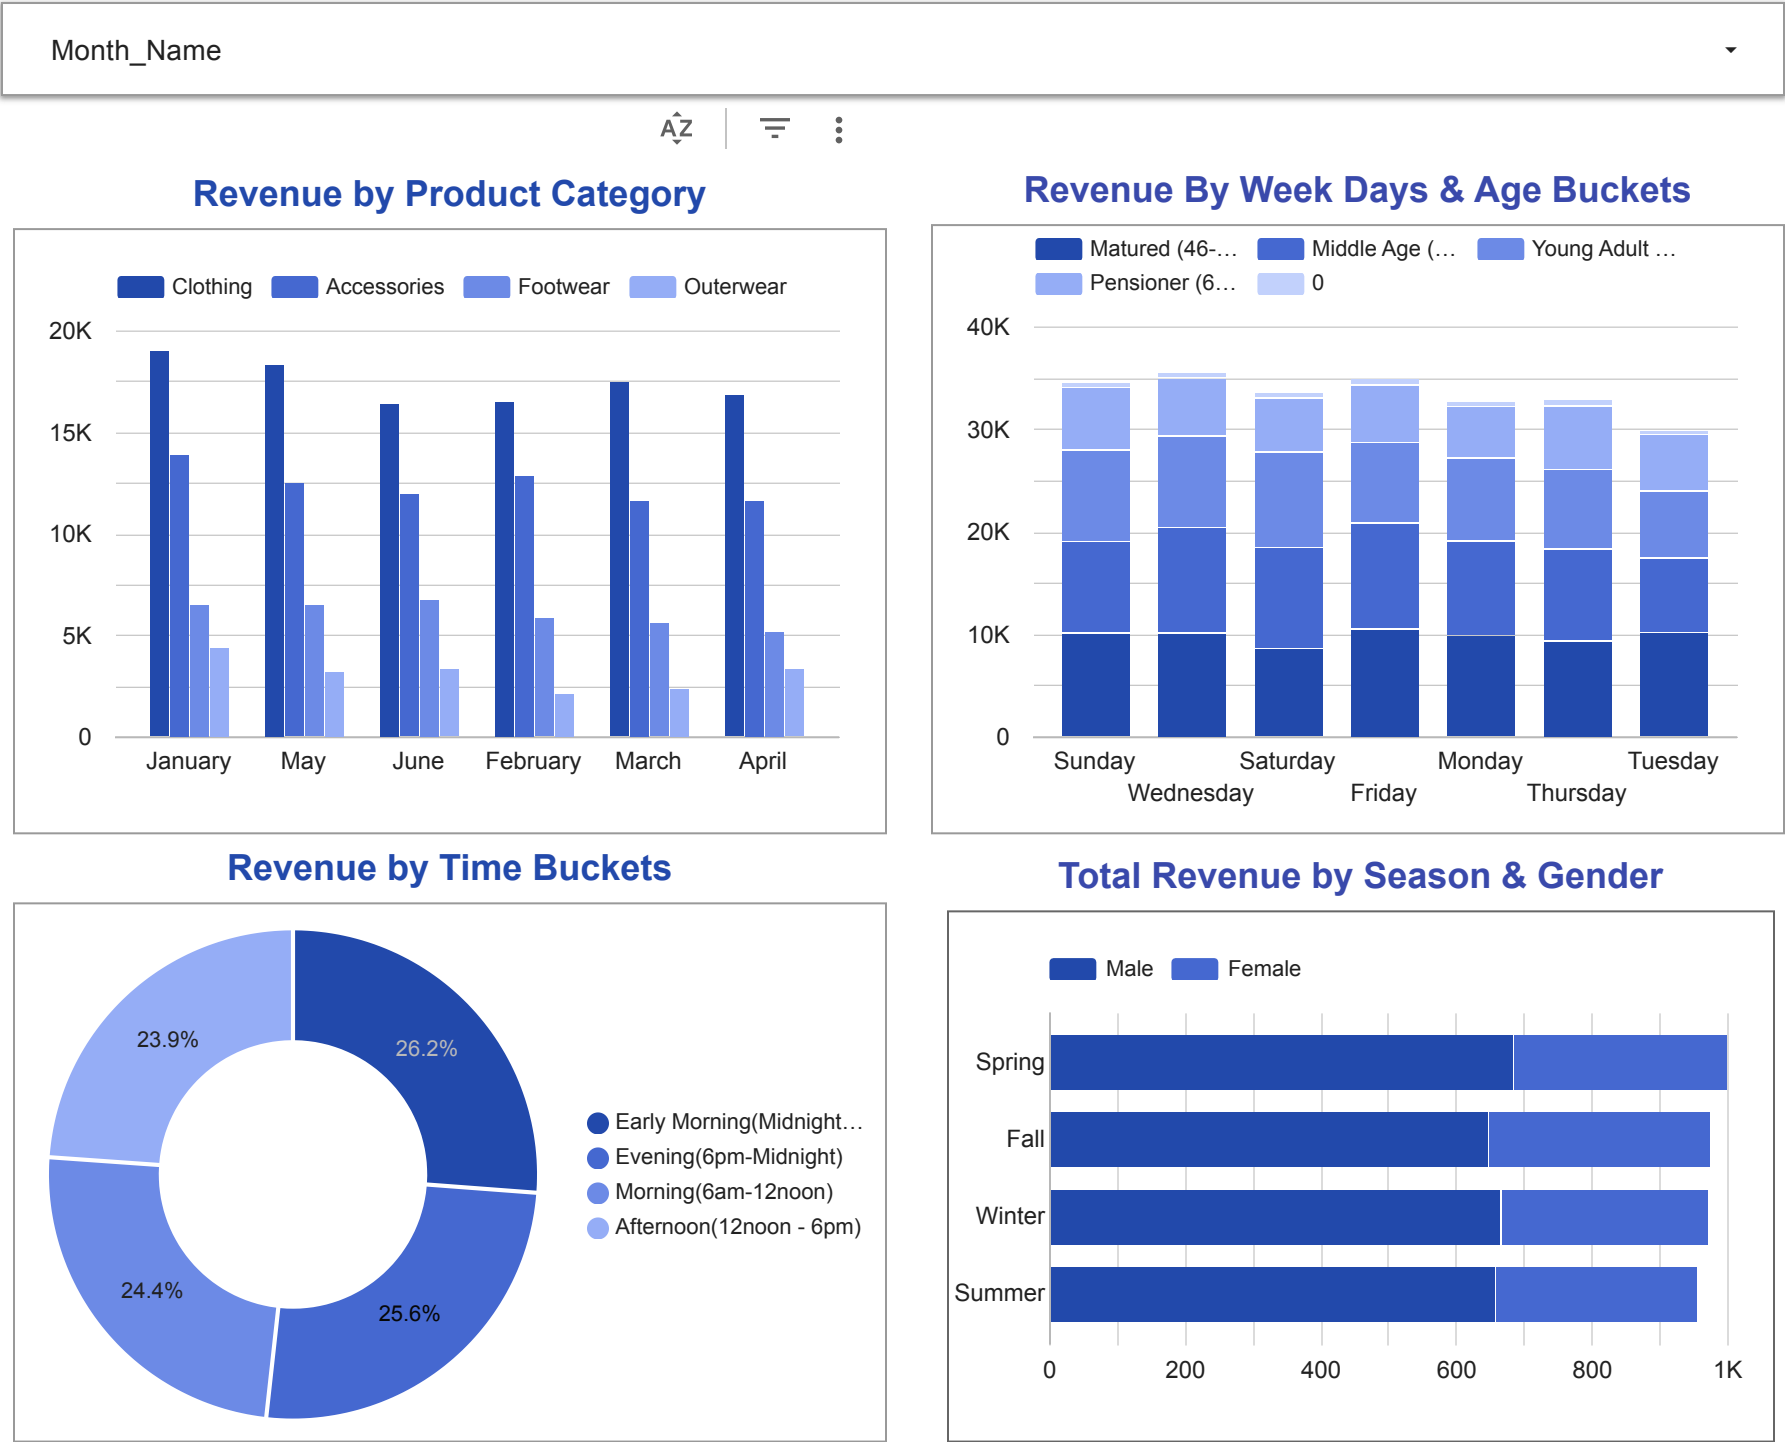 Month_Name
AZ
Revenue by Product Category
Clothing Accessories Footwear Outerwear
20K
15K
10K
5K
0
January May June February March April
Revenue By Week Days & Age Buckets
Matured (46-… Middle Age (… Young Adult …
Pensioner (6… 0
40K
30K
20K
10K
0
Sunday Saturday Monday Tuesday
Wednesday Friday Thursday
Revenue by Time Buckets
23.9%
26.2%
24.4%
25.6%
Early Morning(Midnight…
Evening(6pm-Midnight)
Morning(6am-12noon)
Afternoon(12noon - 6pm)
Total Revenue by Season & Gender
Male Female
Spring
Fall
Winter
Summer
0 200 400 600 800 1K